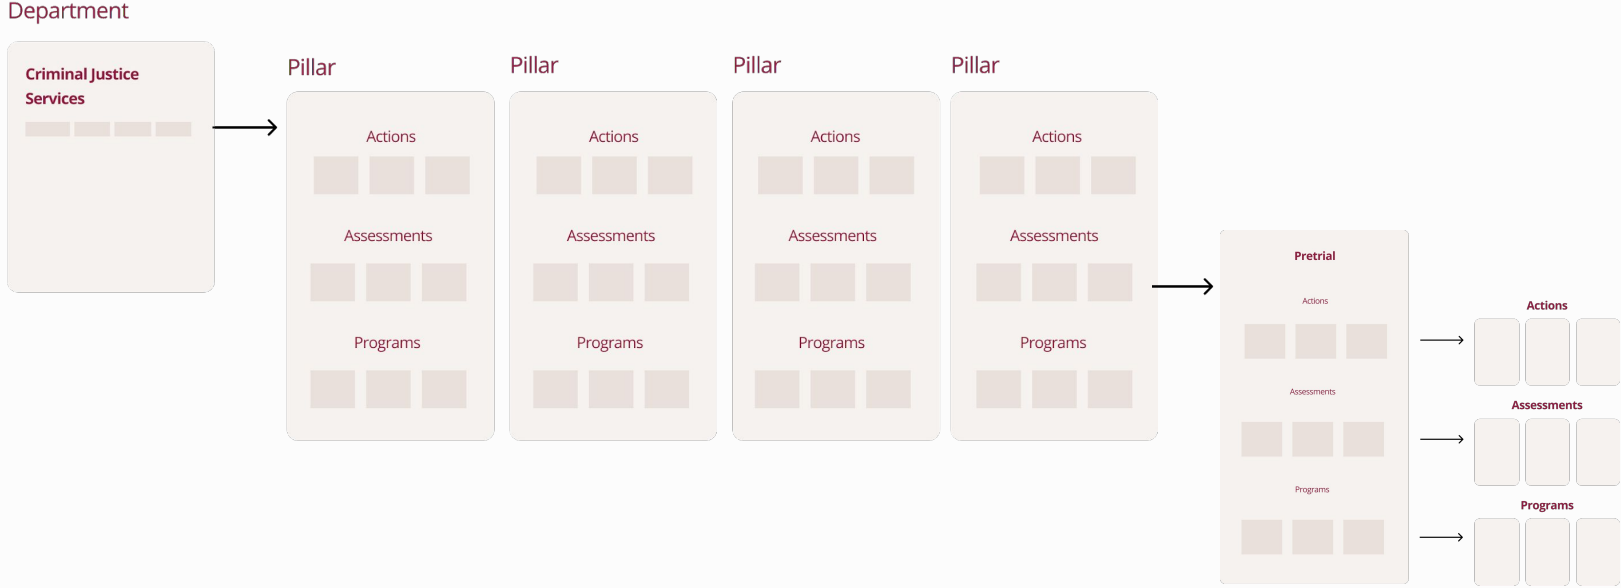 Department
Criminal Justice
Services
Pillar
Actions
Assessments
Programs
Pillar
Actions
Assessments
Programs
Pillar
Actions
Assessments
Programs
Pillar
Actions
Assessments
Programs
Pretrial
Actions
Assessments
Programs
Actions
Assessments
Programs